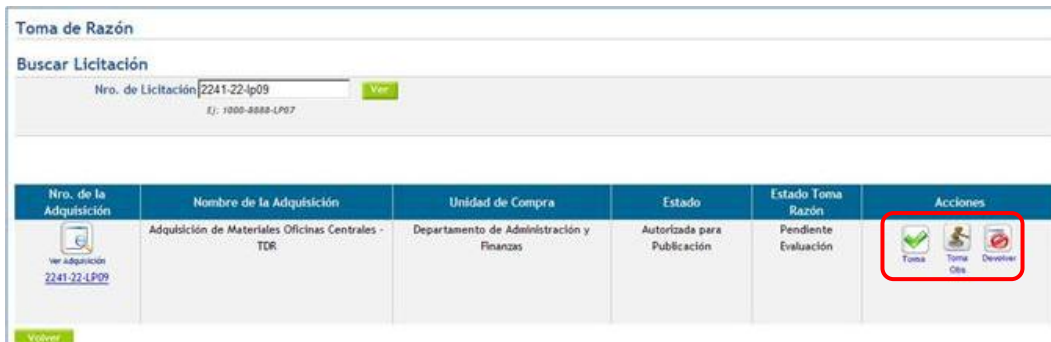 Toma de Razón
Buscar Licitación
Nro. de Licitación 2241-22-lp09 Ver
Ej: 1000-8888-LP07
Nro. de la Adquisición Nombre de la Adquisición Unidad de Compra Estado Estado Toma Razón Acciones
Ver adquisición
2241-22-LP09
Adquisición de Materiales Oficinas Centrales -
TDR
Departamento de Administración y
Finanzas
Autorizada para
Publicación
Pendiente
Evaluación
Toma
Toma
Obs
Devolver
Volver